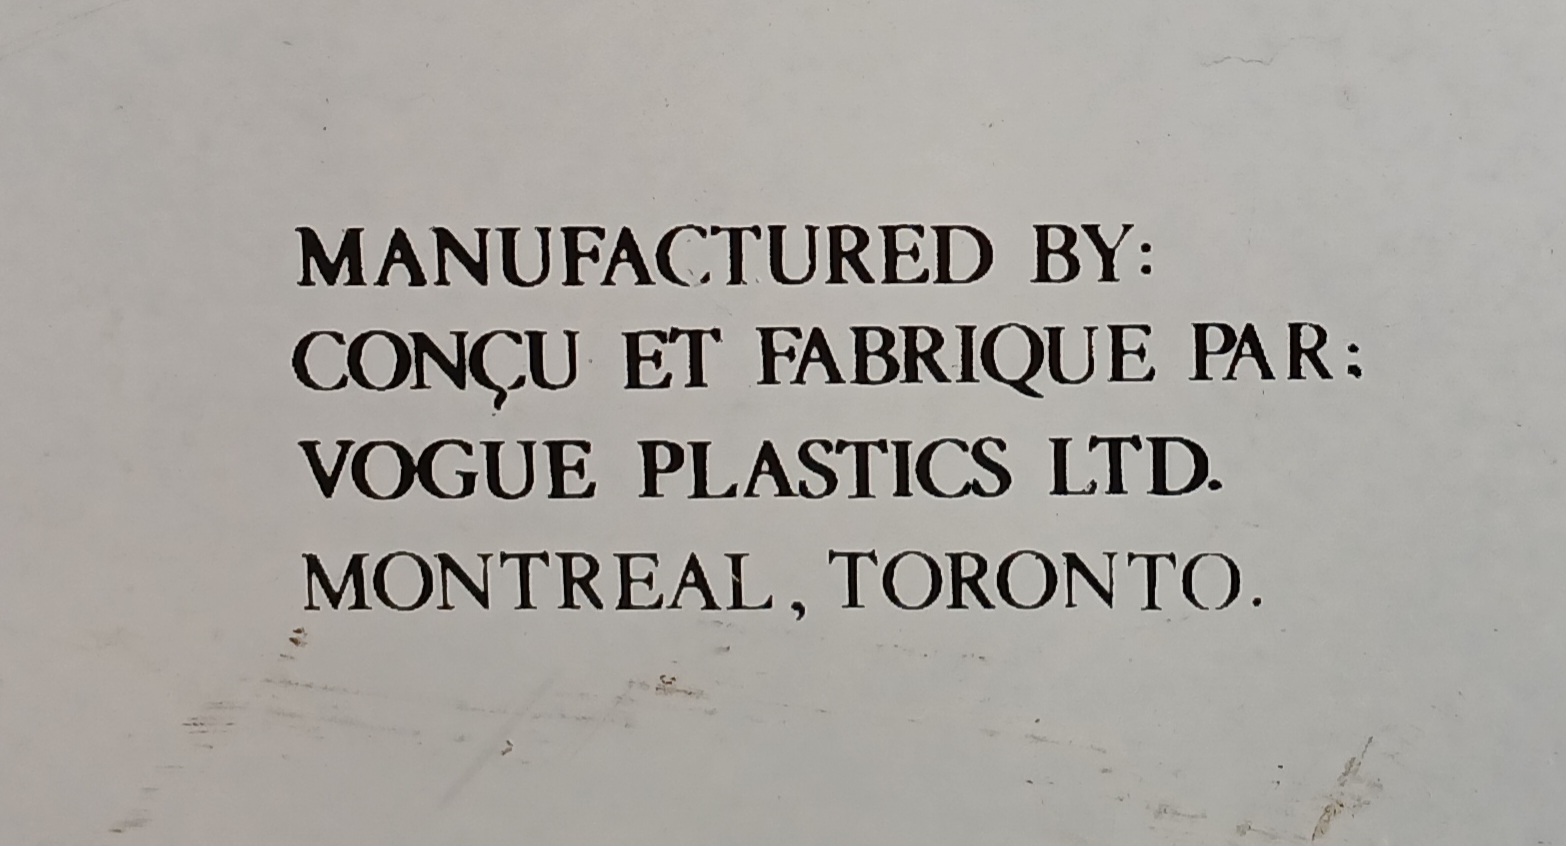 MANUFACTURED BY:
CONÇU ET FABRIQUE PAR:
VOGUE PLASTICS LTD.
MONTREAL, TORONTO.